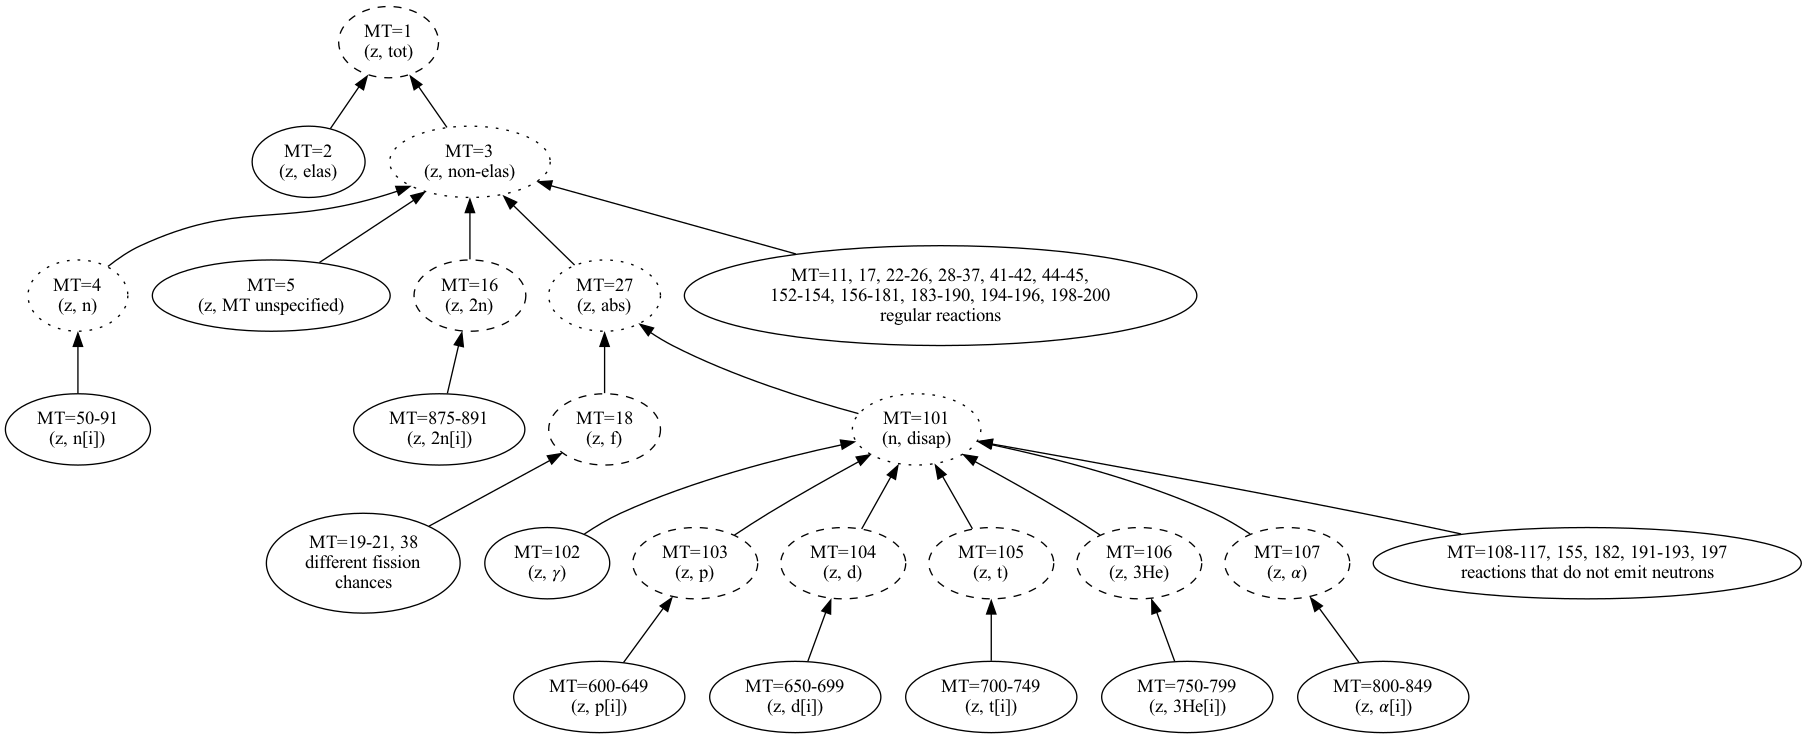 MT=1
(z, tot)
MT=2
(z, elas)
MT=3
(z, non-elas)
MT=4
(z, n)
MT=5
(z, MT unspecified)
MT=16
(z, 2n)
MT=27
(z, abs)
MT=11, 17, 22-26, 28-37, 41-42, 44-45,
152-154, 156-181, 183-190, 194-196, 198-200
regular reactions
MT=50-91
(z, n[i])
MT=875-891
(z, 2n[i])
MT=18
(z, f)
MT=101
(n, disap)
MT=19-21, 38
different fission
chances
MT=102
(z, γ)
MT=103
(z, p)
MT=104
(z, d)
MT=105
(z, t)
MT=106
(z, 3He)
MT=107
(z, α)
MT=108-117, 155, 182, 191-193, 197
reactions that do not emit neutrons
MT=600-649
(z, p[i])
MT=650-699
(z, d[i])
MT=700-749
(z, t[i])
MT=750-799
(z, 3He[i])
MT=800-849
(z, α[i])